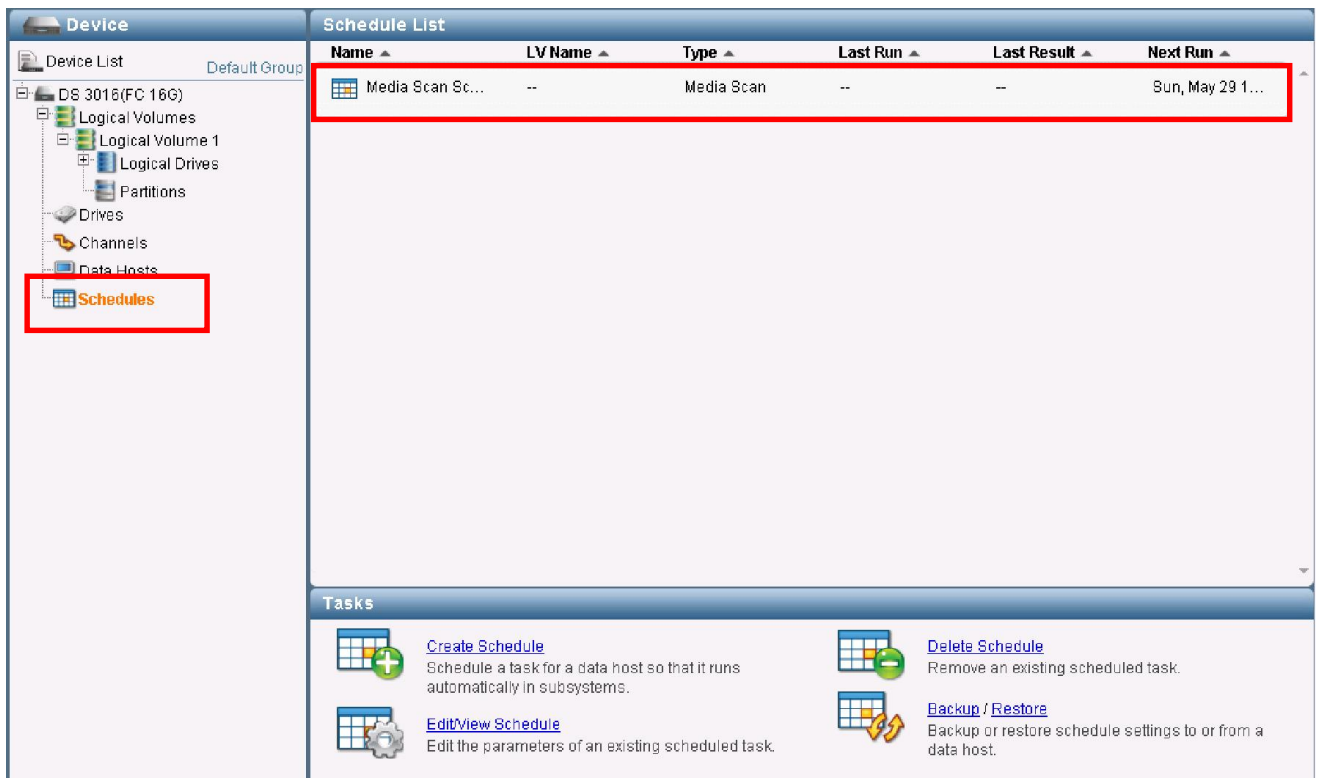 Device
Device List
Default Group
DS 3016(FC 16G)
Logical Volumes
Logical Volume 1
Logical Drives
Partitions
Drives
Channels
Data Hosts
Schedules
Schedule List
Name LV Name Type Last Run Last Result Next Run
Media Scan Sc... -- Media Scan -- -- Sun, May 29 1...
Tasks
Create Schedule
Schedule a task for a data host so that it runs
automatically in subsystems.
Edit/View Schedule
Edit the parameters of an existing scheduled task.
Delete Schedule
Remove an existing scheduled task.
Backup / Restore
Backup or restore schedule settings to or from a
data host.